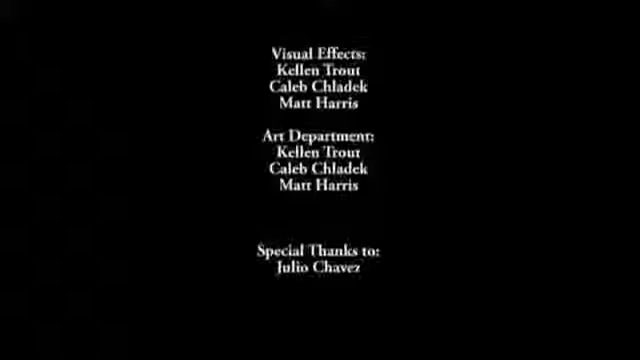 Visual Effects:
Kellen Trout
Caleb Chladek
Matt Harris
Art Department:
Kellen Trout
Caleb Chladek
Matt Harris
Special Thanks to:
Julio Chavez